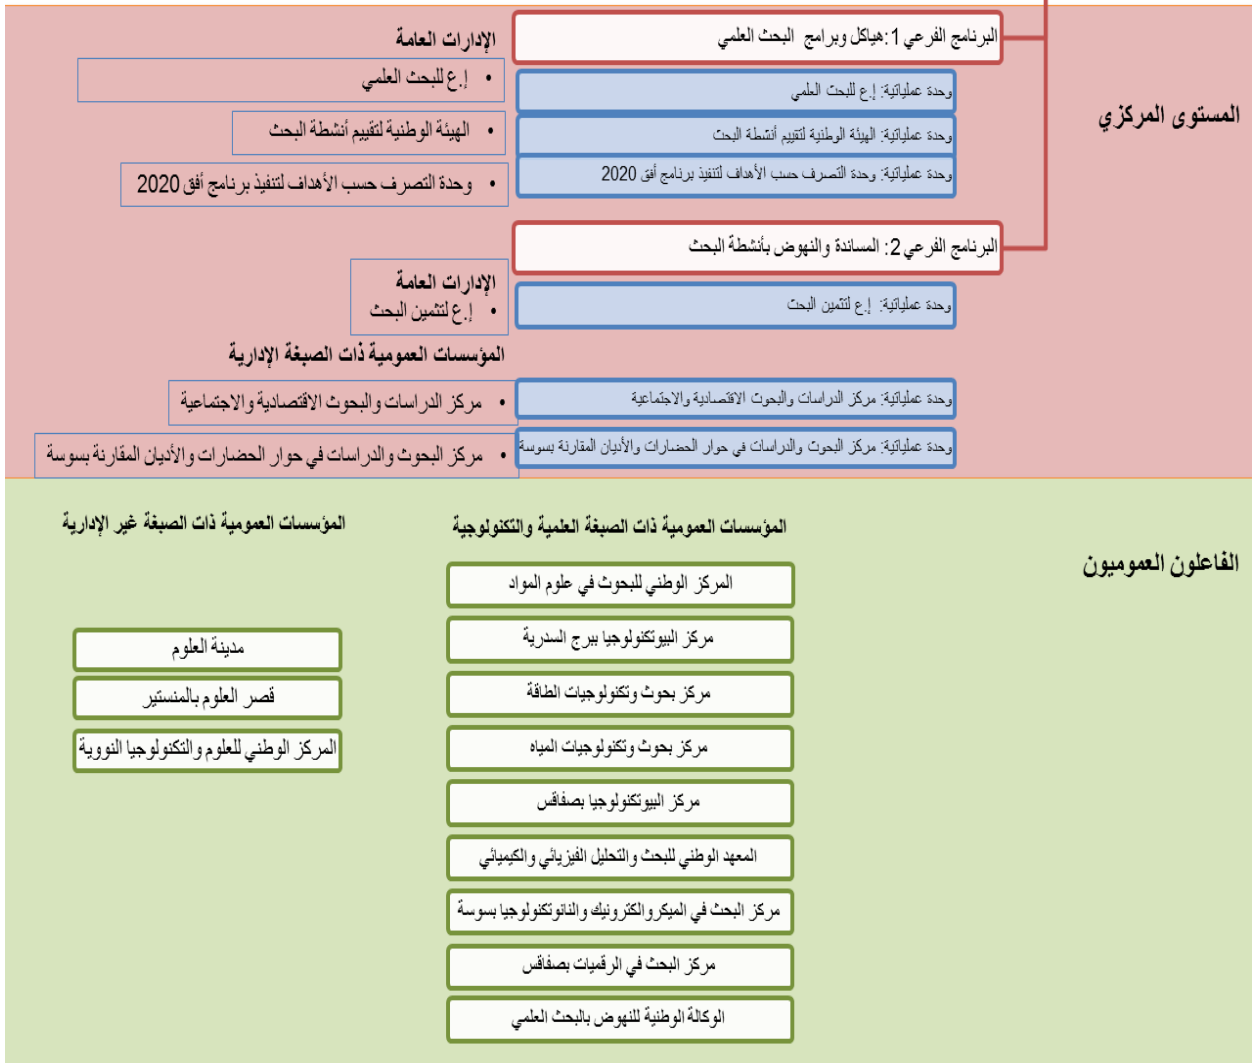 المستوى المركزي
البرنامج الفرعي 1:هياكل وبرامج البحث العلمي
الإدارات العامة
وحدة عملياتية: إ.ع للبحث العلمي
• إ.ع للبحث العلمي
وحدة عملياتية: الهيئة الوطنية لتقييم أنشطة البحث
• الهيئة الوطنية لتقييم أنشطة البحث
وحدة عملياتية: وحدة التصرف حسب الأهداف لتنفيذ برنامج أفق 2020
• وحدة التصرف حسب الأهداف لتنفيذ برنامج أفق 2020
البرنامج الفرعي 2: المساندة والنهوض بأنشطة البحث
الإدارات العامة
وحدة عملياتية: إ.ع لتثمين البحث
• إ.ع لتثمين البحث
المؤسسات العمومية ذات الصبغة الإدارية
وحدة عملياتية: مركز الدراسات والبحوث الاقتصادية والاجتماعية
• مركز الدراسات والبحوث الاقتصادية والاجتماعية
وحدة عملياتية: مركز البحوث والدراسات في حوار الحضارات والأديان المقارنة بسوسة
• مركز البحوث والدراسات في حوار الحضارات والأديان المقارنة بسوسة
الفاعلون العموميون
المؤسسات العمومية ذات الصبغة العلمية والتكنولوجية
المركز الوطني للبحوث في علوم المواد
مركز البيوتكنولوجيا ببرج السدرية
مركز بحوث وتكنولوجيات الطاقة
مركز بحوث وتكنولوجيات المياه
مركز البيوتكنولوجيا بصفاقس
المعهد الوطني للبحث والتحليل الفيزيائي والكيميائي
مركز البحث في الميكروالكترونيك والنانوتكنولوجيا بسوسة
مركز البحث في الرقميات بصفاقس
الوكالة الوطنية للنهوض بالبحث العلمي
المؤسسات العمومية ذات الصبغة غير الإدارية
مدينة العلوم
قصر العلوم بالمنستير
المركز الوطني للعلوم والتكنولوجيا النووية